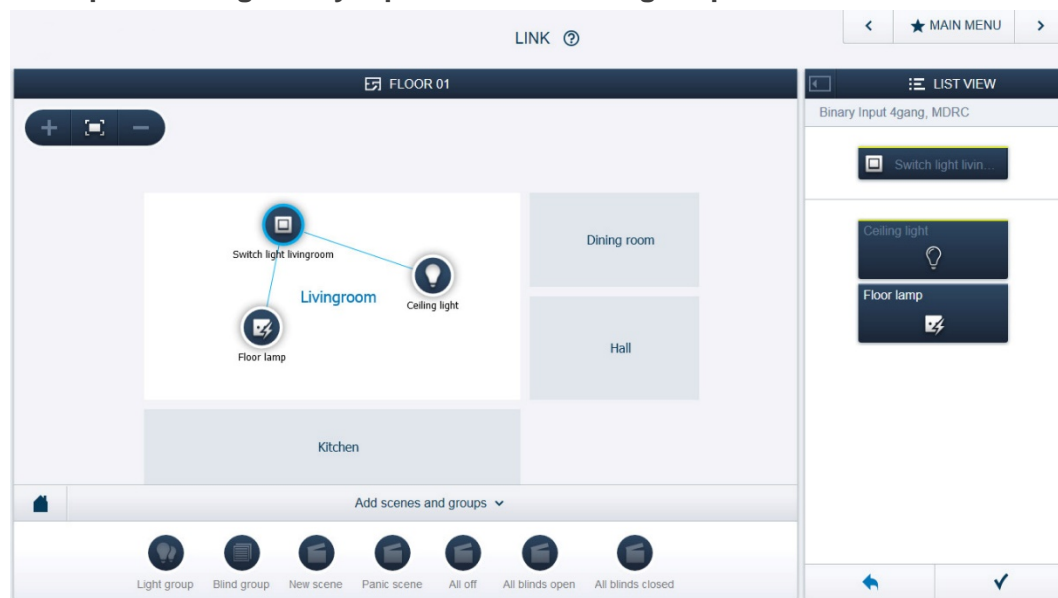 LINK ?
MAIN MENU
FLOOR 01
LIST VIEW
Binary Input 4gang, MDRC
Switch light livin...
Switch light livingroom
Ceiling light
Livingroom
Floor lamp
Dining room
Hall
Kitchen
Ceiling light
Floor lamp
Add scenes and groups
Light group
Blind group
New scene
Panic scene
All off
All blinds open
All blinds closed